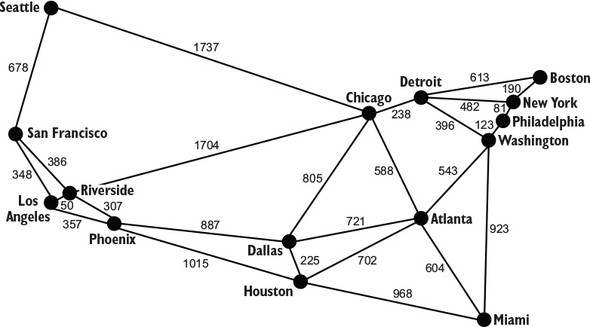 Seattle
1737
678
613
Boston
Detroit
190
New York
482
81
Chicago
238
Philadelphia
396
123
Washington
San Francisco
1704
386
348
805
588
543
Riverside
Los
Angeles
50
307
357
Phoenix
887
721
Atlanta
923
Dallas
225
702
1015
604
Houston
968
Miami